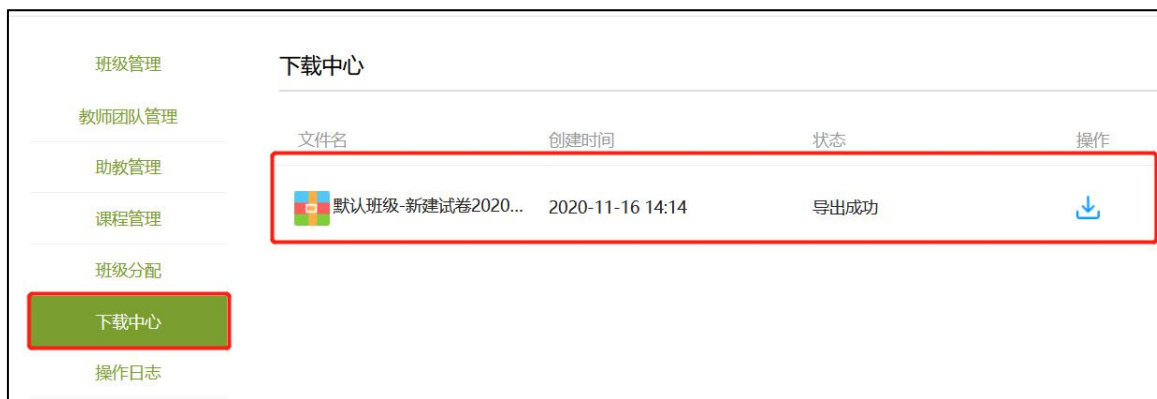 班级管理
教师团队管理
助教管理
课程管理
班级分配
下载中心
操作日志
下载中心
文件名 创建时间 状态 操作
默认班级-新建试卷2020... 2020-11-16 14:14 导出成功